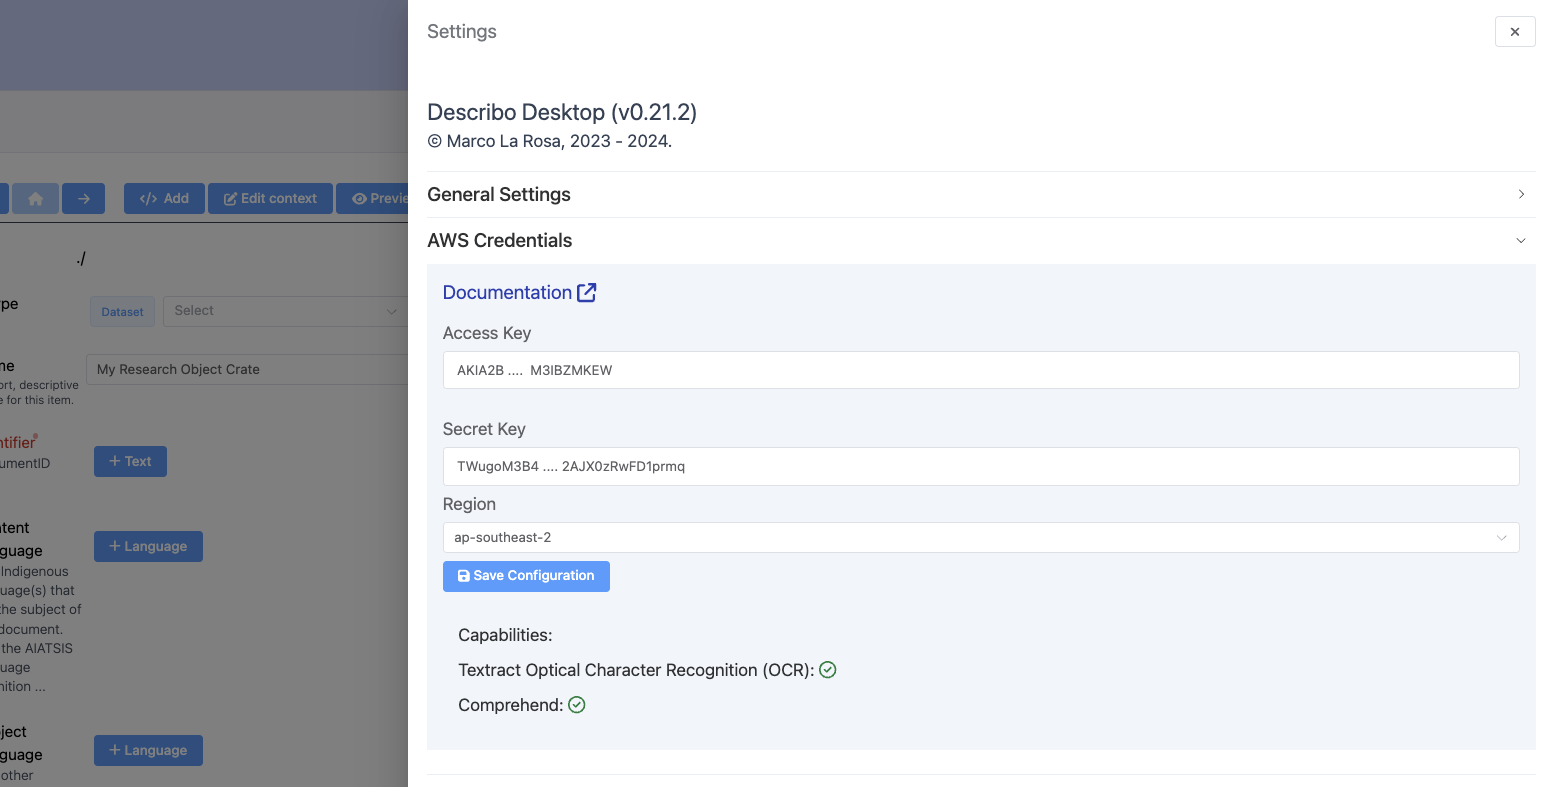 Settings
Describo Desktop (v0.21.2)
© Marco La Rosa, 2023 - 2024.
General Settings
AWS Credentials
Documentation
Access Key
AKIA2B .... M3IBZMKEW
Secret Key
TWugoM3B4 .... 2AJX0zRwFD1prmq
Region
ap-southeast-2
Save Configuration
Capabilities:
Textract Optical Character Recognition (OCR):
Comprehend:
</> Add
Edit context
Previe
./
ype
Dataset
Select
me
ort, descriptive
e for this item.
My Research Object Crate
ntifier*
umentID
+ Text
ntent
guage
Indigenous
uage(s) that
the subject of
document.
the AIATSIS
uage
nition ...
+ Language
ject
guage
other
+ Language